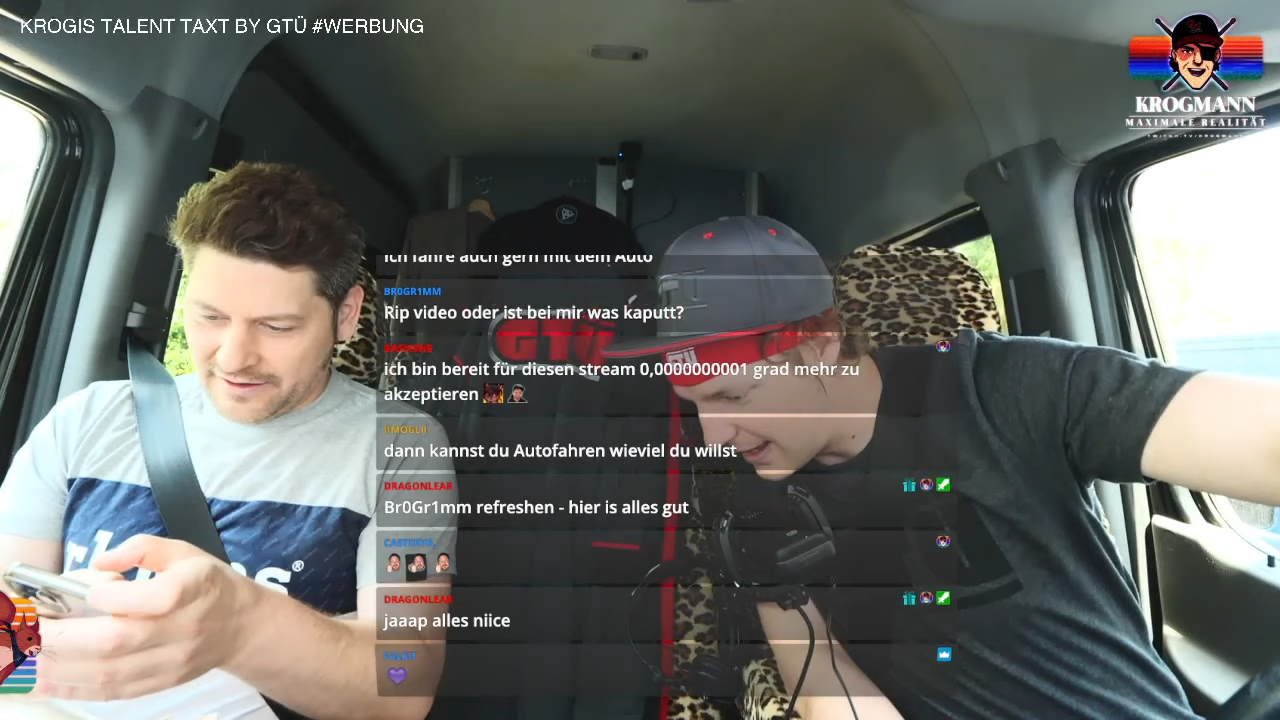 KROGIS TALENT TAXT BY GTÜ #WERBUNG
KROGMANN
MAXIMALE REALITÄT
ich fahre auch gern mit dem Auto
BR0GR1MM
Rip video oder ist bei mir was kaputt?
GTÜ
ich bin bereit für diesen stream 0,0000000001 grad mehr zu
akzeptieren
IIMOGLII
dann kannst du Autofahren wieviel du willst
DRAGONLEAR
Br0Gr1mm refreshen - hier is alles gut
DRAGONLEAR
jaaap alles niice